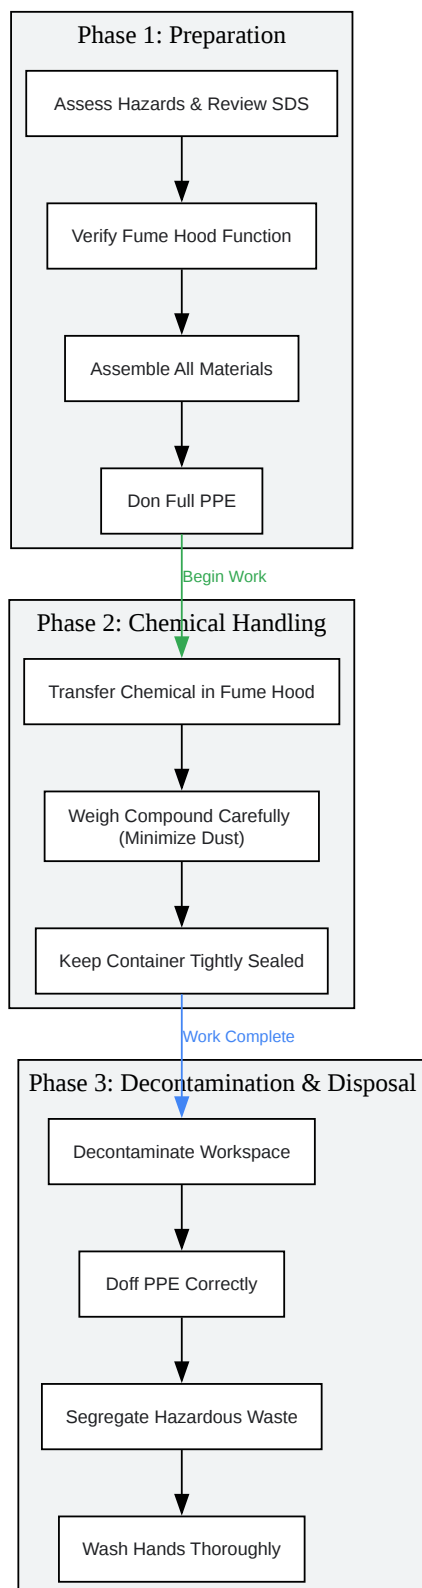 Phase 1: Preparation
Assess Hazards & Review SDS
Verify Fume Hood Function
Assemble All Materials
Don Full PPE
Begin Work
Phase 2: Chemical Handling
Transfer Chemical in Fume Hood
Weigh Compound Carefully
(Minimize Dust)
Keep Container Tightly Sealed
Work Complete
Phase 3: Decontamination & Disposal
Decontaminate Workspace
Doff PPE Correctly
Segregate Hazardous Waste
Wash Hands Thoroughly